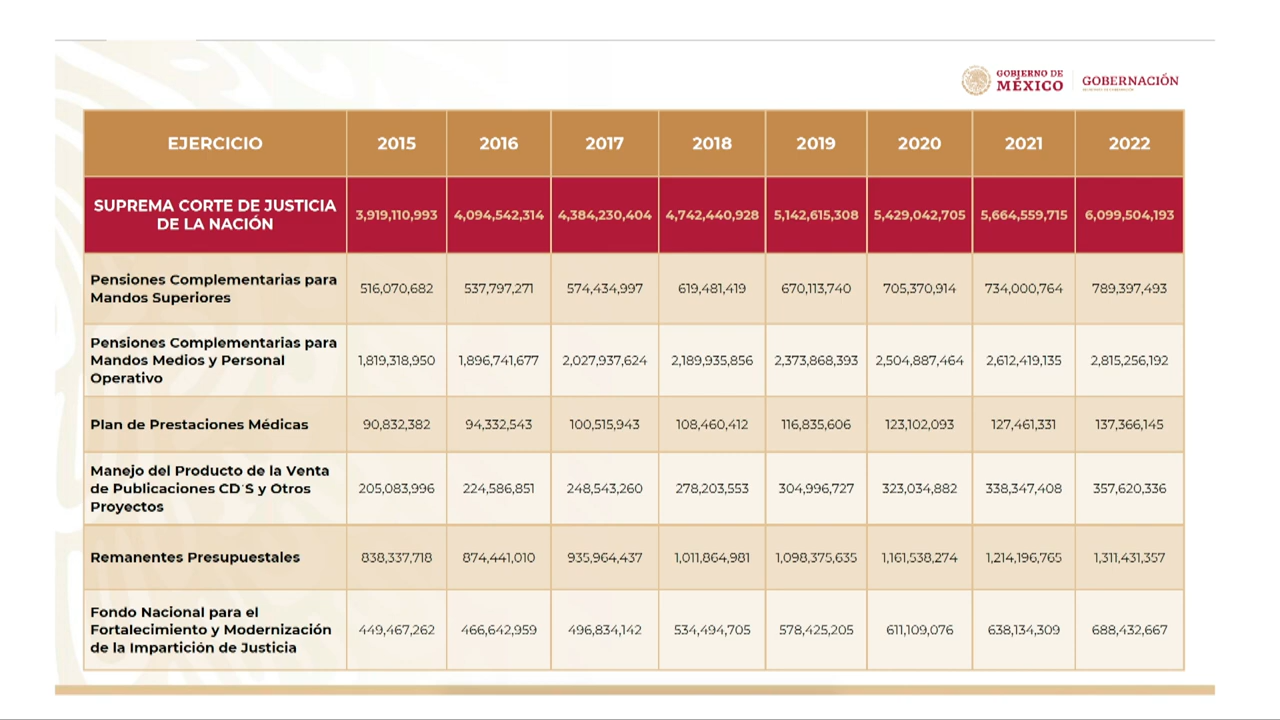 GOBIERNO DE
MÉXICO
GOBERNACIÓN
EJERCICIO 2015 2016 2017 2018 2019 2020 2021 2022
SUPREMA CORTE DE JUSTICIA
DE LA NACIÓN
3,919,110,993 4,094,542,314 4,384,230,404 4,742,440,928 5,142,615,308 5,429,042,705 5,664,559,715 6,099,504,193
Pensiones Complementarias para
Mandos Superiores
516,070,682 537,797,271 574,434,997 619,481,419 670,113,740 705,370,914 734,000,764 789,397,493
Pensiones Complementarias para
Mandos Medios y Personal
Operativo
1,819,318,950 1,896,741,677 2,027,937,624 2,189,935,856 2,373,868,393 2,504,887,464 2,612,419,135 2,815,256,192
Plan de Prestaciones Médicas 90,832,382 94,332,543 100,515,943 108,460,412 116,835,606 123,102,093 127,461,331 137,366,145
Manejo del Producto de la Venta
de Publicaciones CD´S y Otros
Proyectos
205,083,996 224,586,851 248,543,260 278,203,553 304,996,727 323,034,882 338,347,408 357,620,336
Remanentes Presupuestales 838,337,718 874,441,010 935,964,437 1,011,864,981 1,098,375,635 1,161,538,274 1,214,196,765 1,311,431,357
Fondo Nacional para el
Fortalecimiento y Modernización
de la Impartición de Justicia
449,467,262 466,642,959 496,834,142 534,494,705 578,425,205 611,109,076 638,134,309 688,432,667